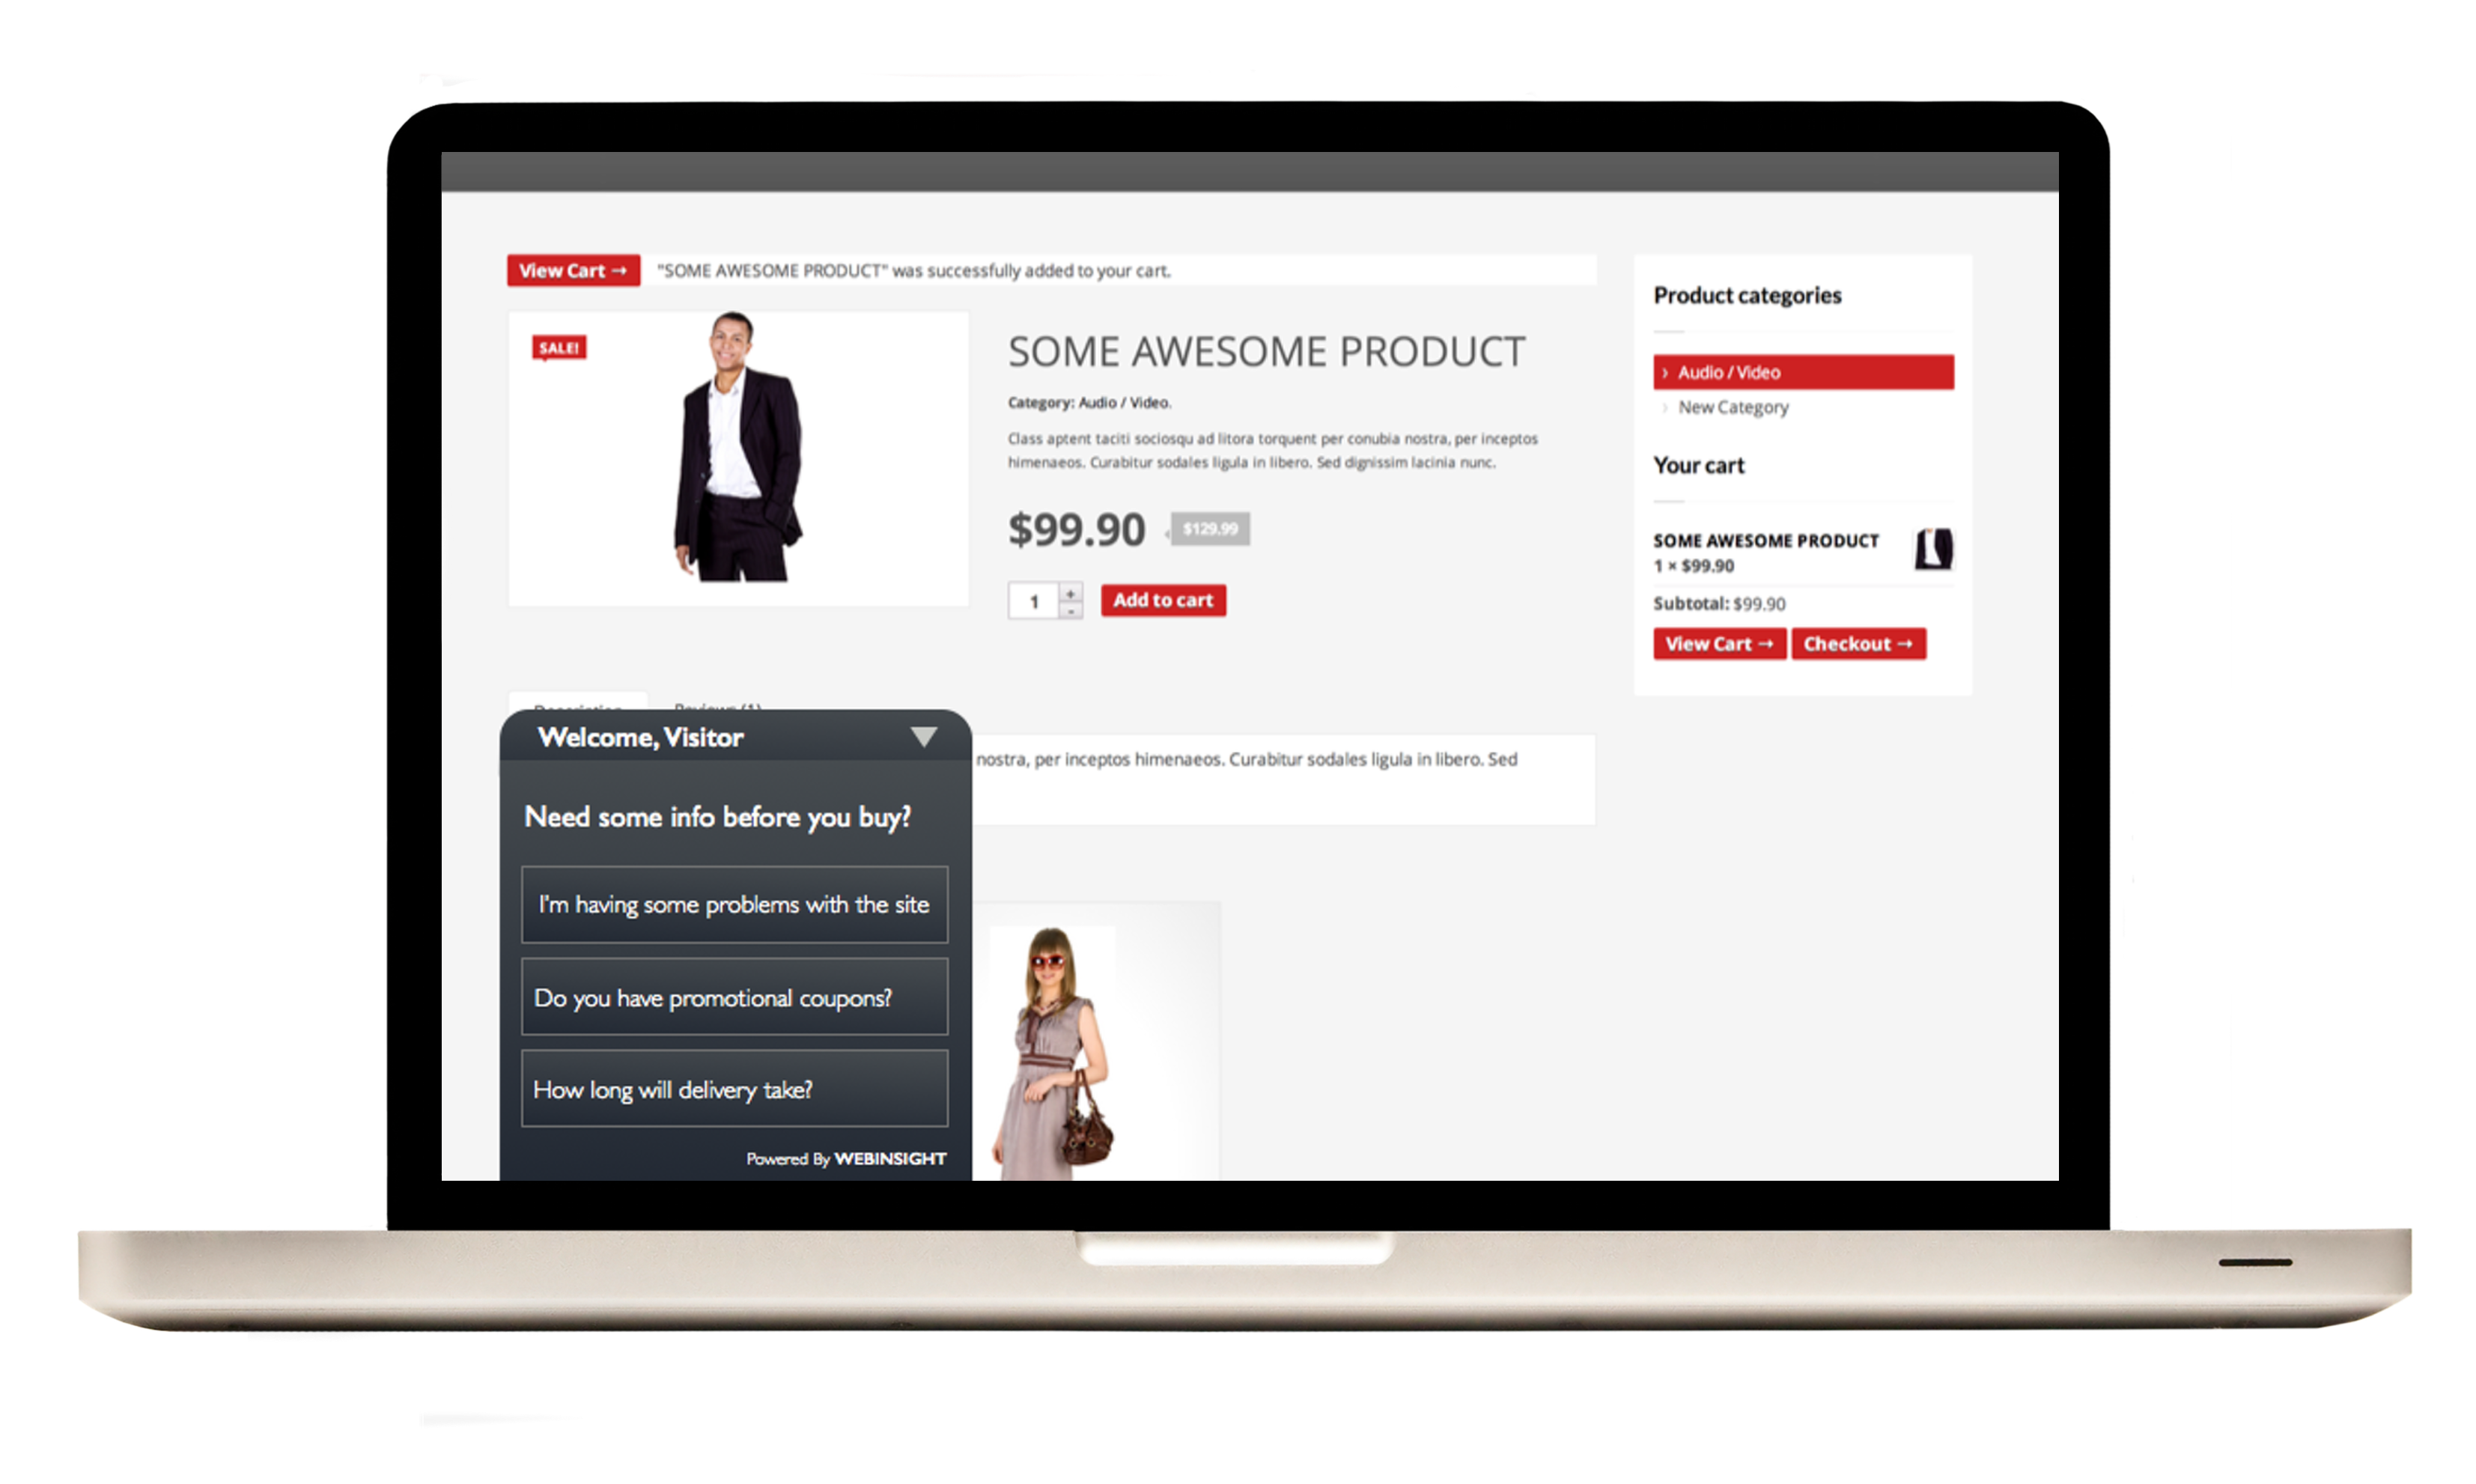 View Cart → "SOME AWESOME PRODUCT" was successfully added to your cart.
SALE!
SOME AWESOME PRODUCT
Category: Audio / Video.
Class aptent taciti sociosqu ad litora torquent per conubia nostra, per inceptos
himenaeos. Curabitur sodales ligula in libero. Sed dignissim lacinia nunc.
$99.90 $129.99
1 + -
Add to cart
Product categories
› Audio / Video
› New Category
Your cart
SOME AWESOME PRODUCT
1 × $99.90
Subtotal: $99.90
View Cart → Checkout →
Description Reviews (1)
nostra, per inceptos himenaeos. Curabitur sodales ligula in libero. Sed
Welcome, Visitor
Need some info before you buy?
I'm having some problems with the site
Do you have promotional coupons?
How long will delivery take?
Powered By WEBINSIGHT